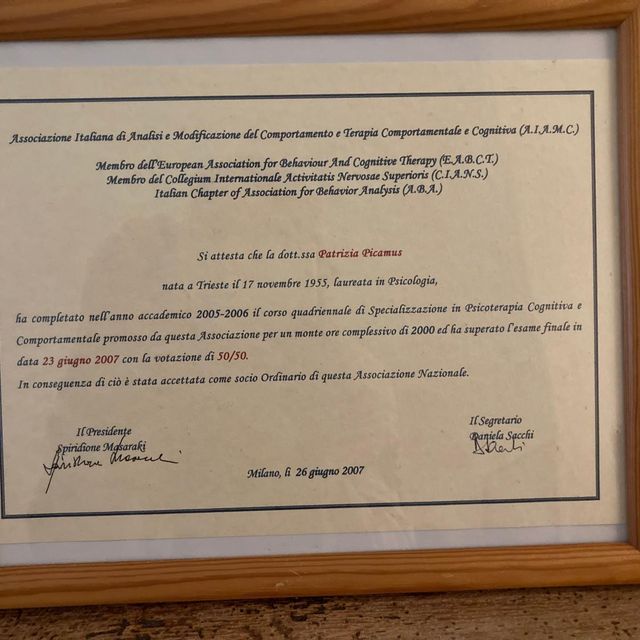 Associazione Italiana di Analisi e Modificazione del Comportamento e Terapia Comportamentale e Cognitiva (A.I.A.M.C.)
Membro dell'European Association for Behaviour And Cognitive Therapy (E.A.B.C.T.)
Membro del Collegium Internationale Activitatis Nervosae Superioris (C.I.A.N.S.)
Italian Chapter of Association for Behavior Analysis (A.B.A.)
Si attesta che la dott.ssa Patrizia Picamus
nata a Trieste il 17 novembre 1955, laureata in Psicologia,
ha completato nell'anno accademico 2005-2006 il corso quadriennale di Specializzazione in Psicoterapia Cognitiva e
Comportamentale promosso da questa Associazione per un monte ore complessivo di 2000 ed ha superato l'esame finale in
data 23 giugno 2007 con la votazione di 50/50.
In conseguenza di ciò è stata accettata come socio Ordinario di questa Associazione Nazionale.
Il Presidente
Spiridione Masaraki
Il Segretario
Daniela Sacchi
Milano, lì 26 giugno 2007